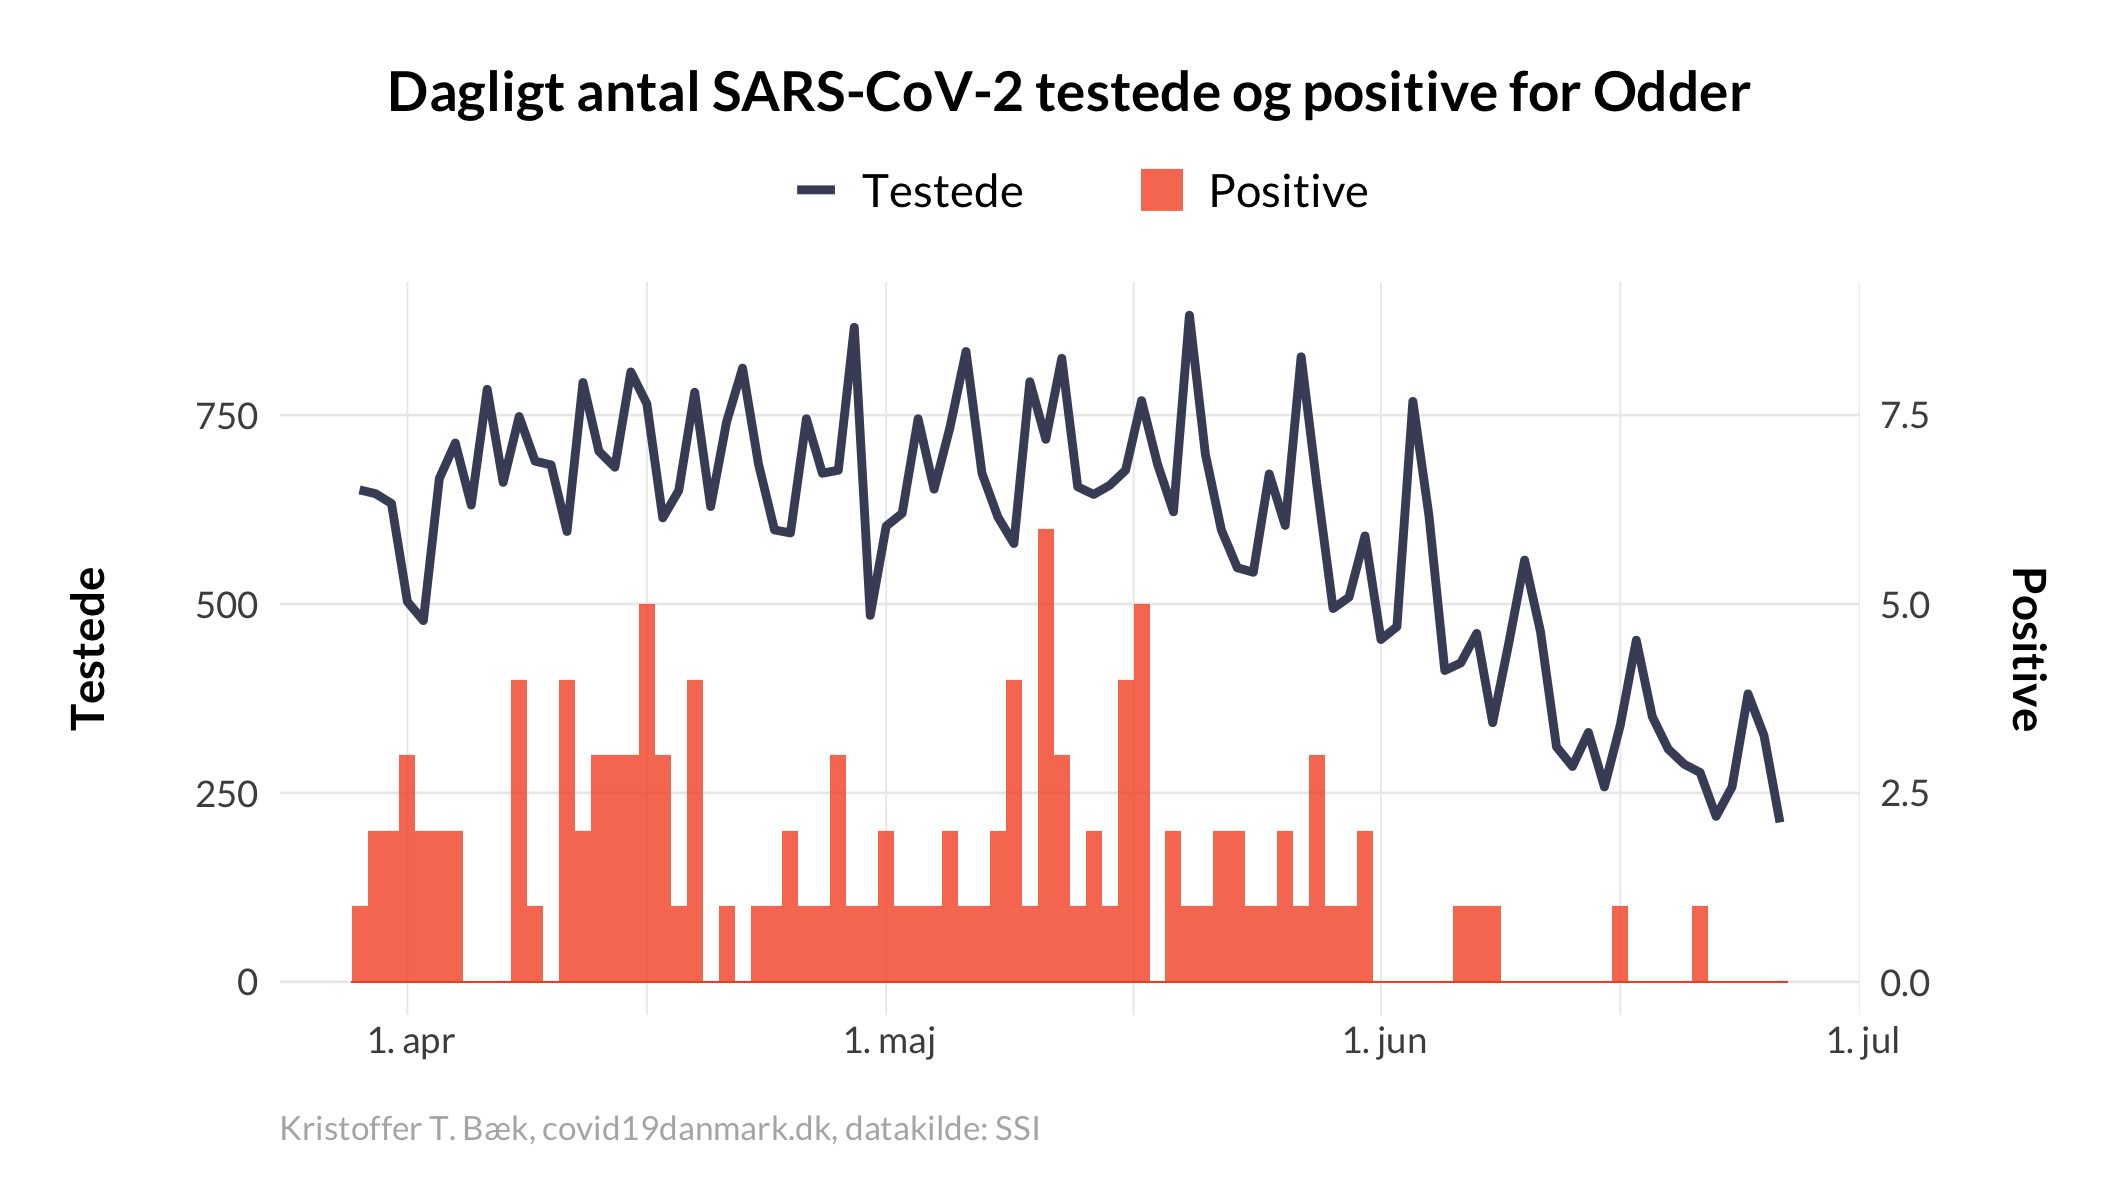 Dagligt antal SARS-CoV-2 testede og positive for Odder
Testede Positive
750 7.5
500 5.0
Testede Positive
250 2.5
0 0.0
1. apr 1. maj 1. jun 1. jul
Kristoffer T. Bæk, covid19danmark.dk, datakilde: SSI